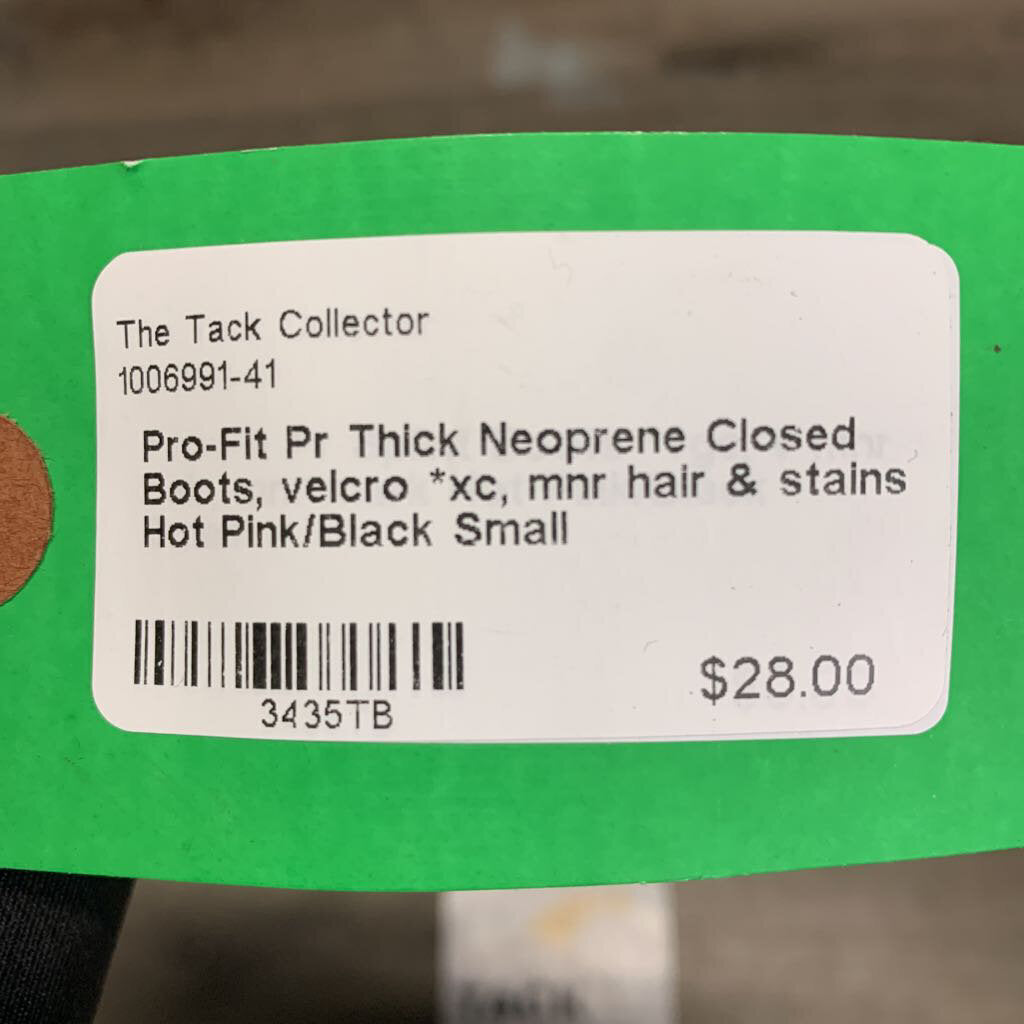 The Tack Collector
1006991-41
Pro-Fit Pr Thick Neoprene Closed
Boots, velcro *xc, mnr hair & stains
Hot Pink/Black Small
3435TB
$28.00